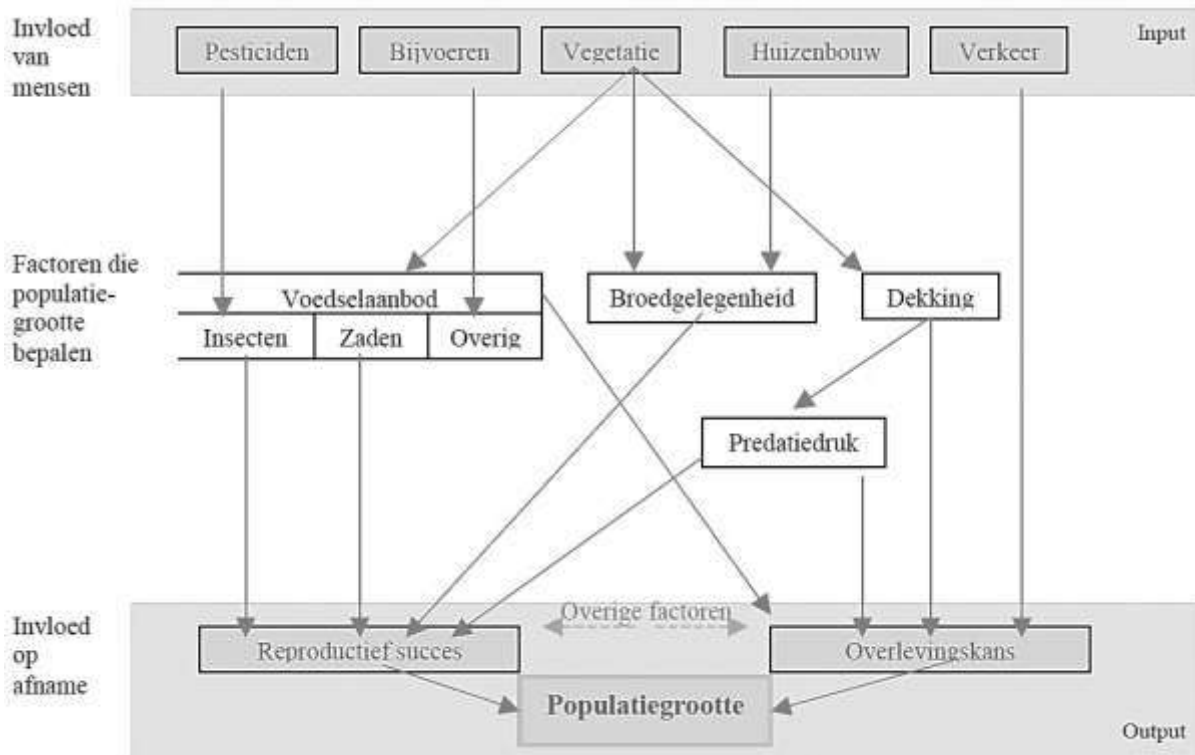 Invloed
van
mensen
Pesticiden
Bijvoeren
Vegetatie
Huizenbouw
Verkeer
Input
Factoren die
populatie-
grootte
bepalen
Voedselaanbod
Insecten
Zaden
Overig
Broedgelegenheid
Dekking
Predatiedruk
Invloed
op
afname
Overige factoren
Reproductief succes
Overlevingskans
Populatiegrootte
Output